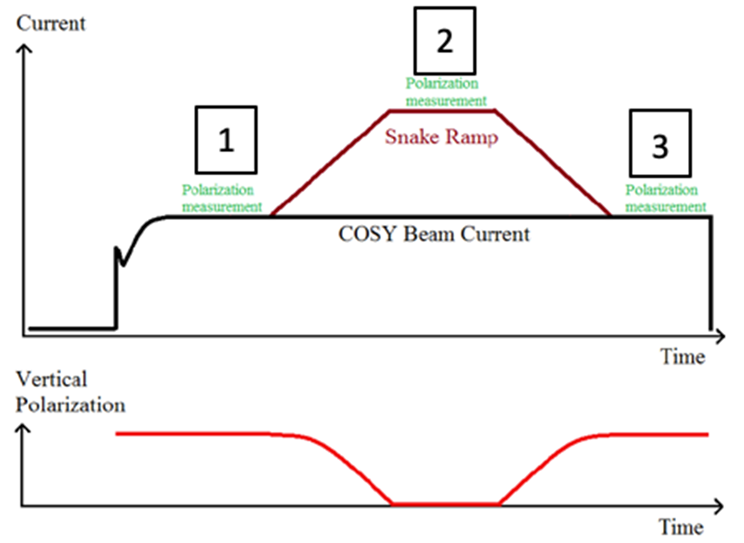 Current
2
Polarization
measurement
1
Snake Ramp
3
Polarization
measurement
Polarization
measurement
COSY Beam Current
Time
Vertical
Polarization
Time